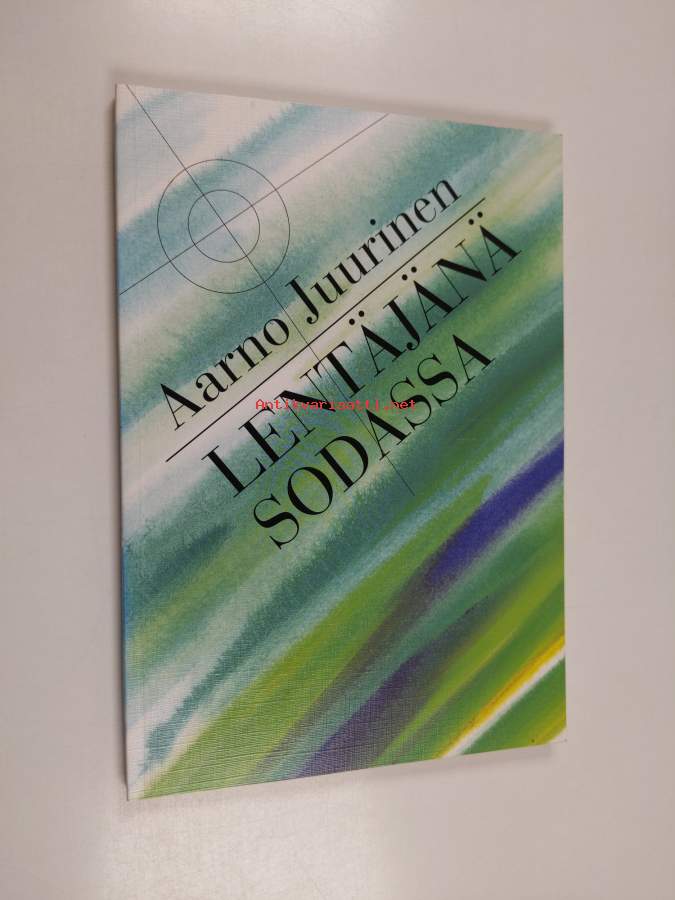 Aarno Juurinen
LENTÄJÄNÄ
SODASSA
Antikvariaatti.net